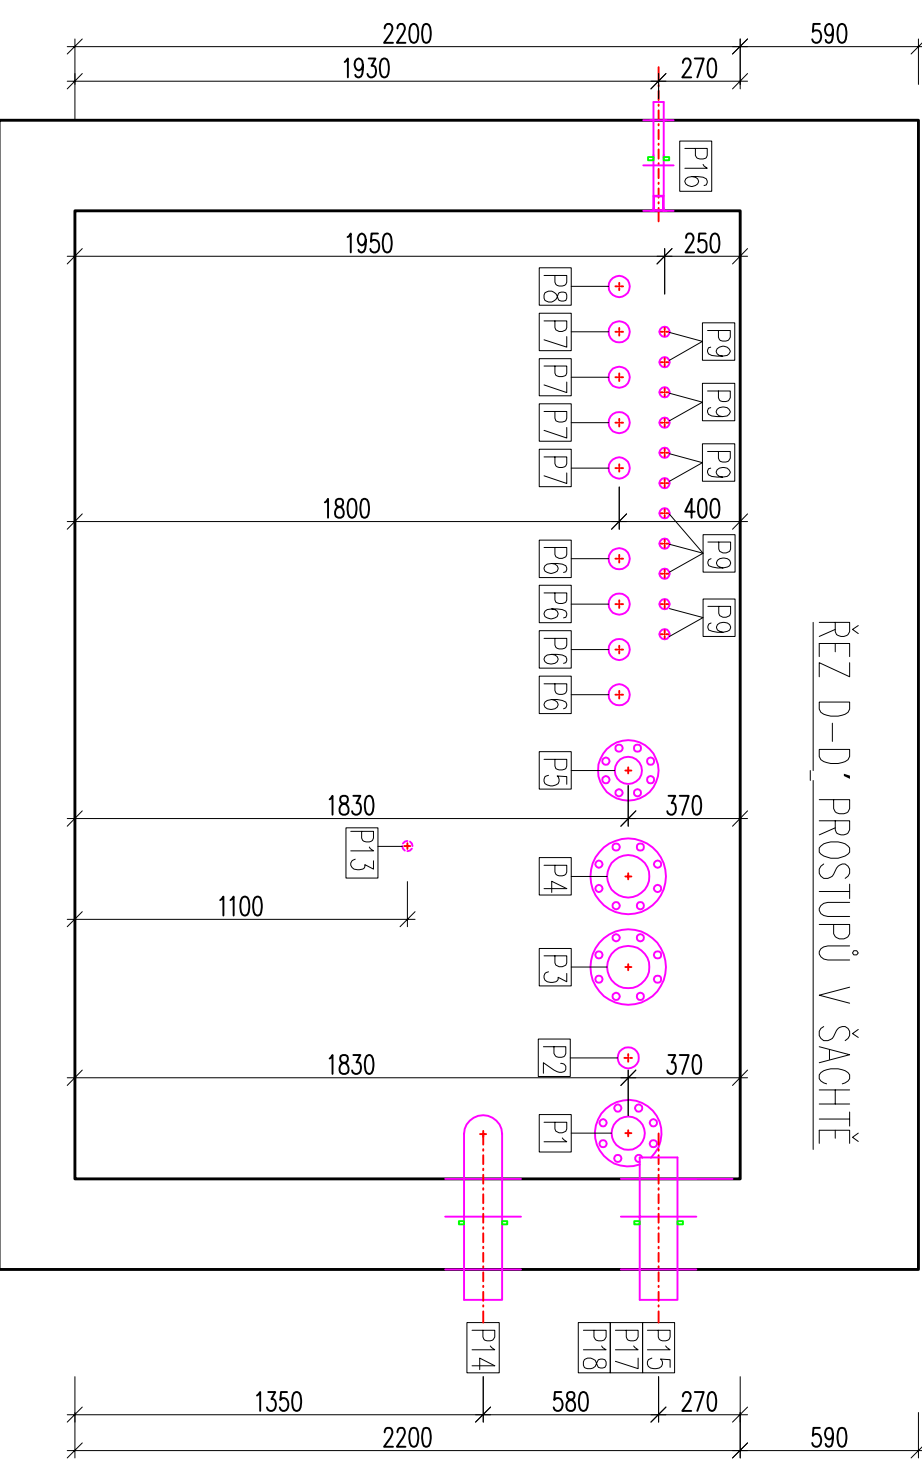 2200
590
1930
270
P16
1950
250
P8
P7
P7
P7
P7
P9
P9
P9
P9
P9
1800
400
P6
P6
P6
P6
P5
1830
370
P13
P4
1100
P3
P2
1830
370
P1
ŘEZ D-D', PROSTUPŮ V ŠACHTĚ
P14
P18
P17
P15
1350
580
270
2200
590